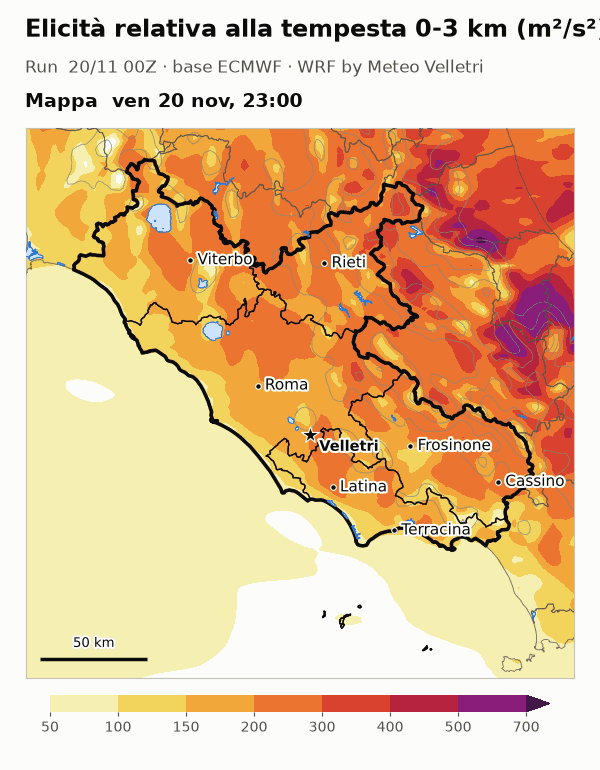 Elicità relativa alla tempesta 0-3 km (m²/s²)
Run  20/11 00Z · base ECMWF · WRF by Meteo Velletri
Mappa  ven 20 nov, 23:00
Viterbo
Rieti
Roma
Velletri
Frosinone
Cassino
Latina
Terracina
50 km
50 100 150 200 300 400 500 700